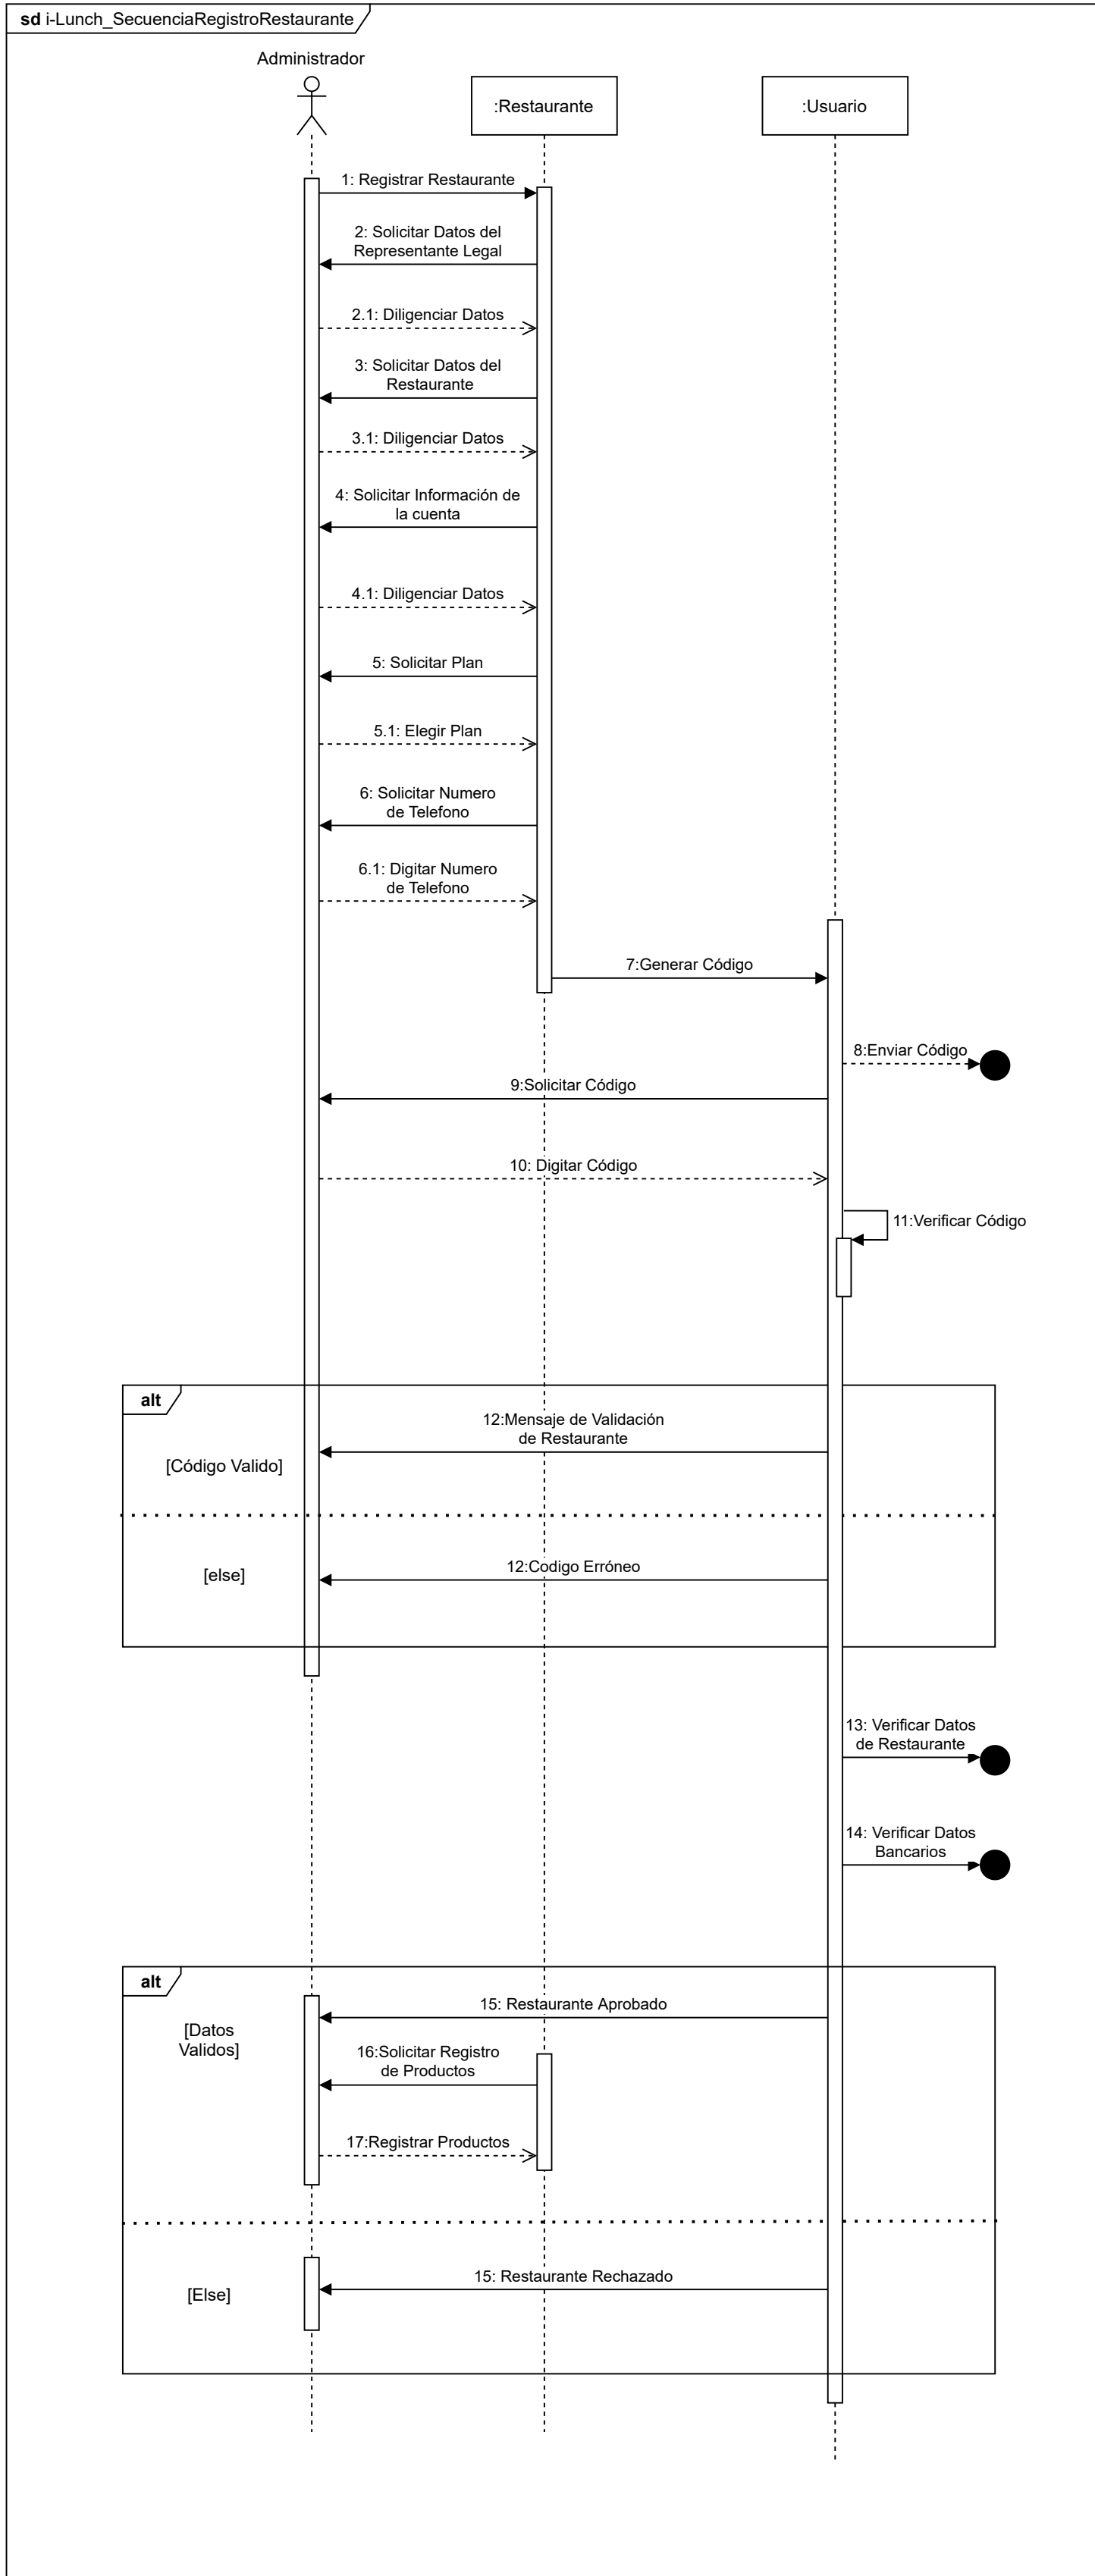 sd i-Lunch_SecuenciaRegistroRestaurante
Administrador
:Restaurante
:Usuario
1: Registrar Restaurante
2: Solicitar Datos del
Representante Legal
2.1: Diligenciar Datos
3: Solicitar Datos del
Restaurante
3.1: Diligenciar Datos
4: Solicitar Información de
la cuenta
4.1: Diligenciar Datos
5: Solicitar Plan
5.1: Elegir Plan
6: Solicitar Numero
de Telefono
6.1: Digitar Numero
de Telefono
7:Generar Código
8:Enviar Código
9:Solicitar Código
10: Digitar Código
11:Verificar Código
alt
12:Mensaje de Validación
de Restaurante
[Código Valido]
12:Codigo Erróneo
[else]
13: Verificar Datos
de Restaurante
14: Verificar Datos
Bancarios
alt
15: Restaurante Aprobado
[Datos
Validos]
16:Solicitar Registro
de Productos
17:Registrar Productos
15: Restaurante Rechazado
[Else]